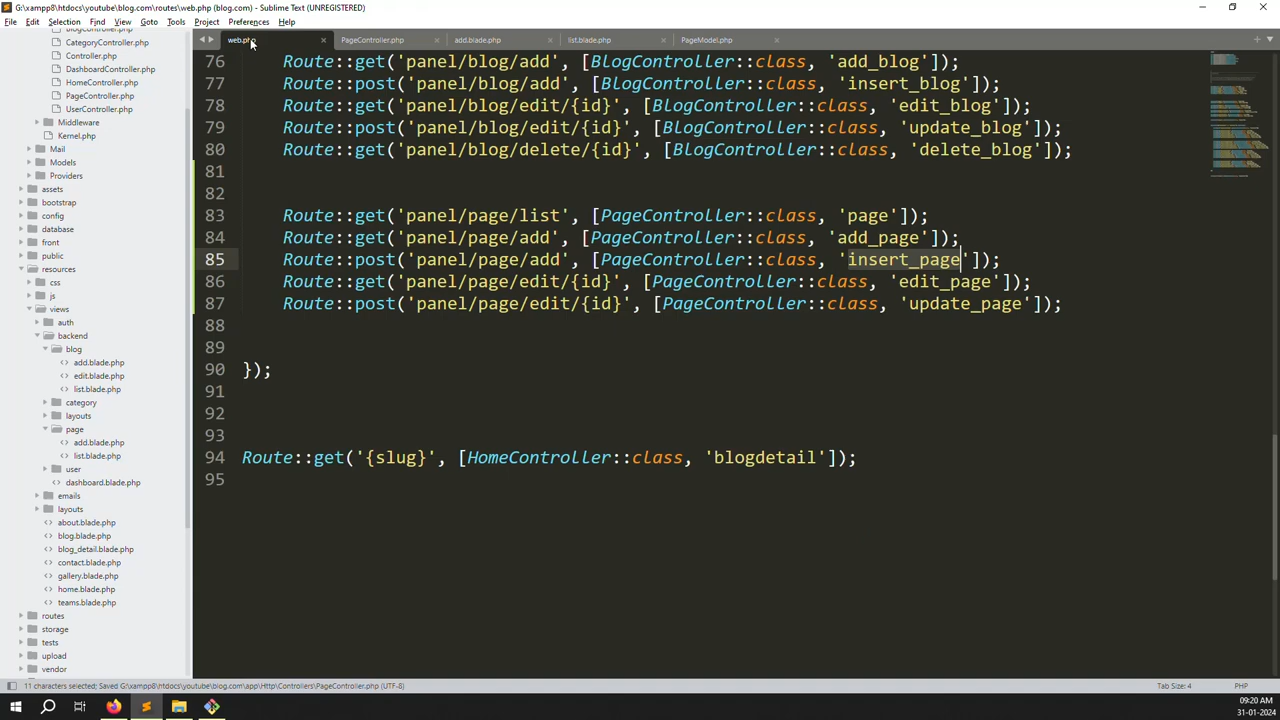 G:\xampp8\htdocs\youtube\blog.com\routes\web.php (blog.com) - Sublime Text (UNREGISTERED)
File Edit Selection Find View Goto Tools Project Preferences Help
web.php PageController.php add.blade.php list.blade.php PageModel.php
BlogController.php
CategoryController.php
Controller.php
DashboardController.php
HomeController.php
PageController.php
UserController.php
Middleware
Kernel.php
Mail
Models
Providers
assets
bootstrap
config
database
front
public
resources
css
js
views
auth
backend
blog
add.blade.php
edit.blade.php
list.blade.php
category
layouts
page
add.blade.php
list.blade.php
user
dashboard.blade.php
emails
layouts
about.blade.php
blog.blade.php
blog_detail.blade.php
contact.blade.php
gallery.blade.php
home.blade.php
teams.blade.php
routes
storage
tests
upload
vendor
76 Route::get('panel/blog/add', [BlogController::class, 'add_blog']);
77 Route::post('panel/blog/add', [BlogController::class, 'insert_blog']);
78 Route::get('panel/blog/edit/{id}', [BlogController::class, 'edit_blog']);
79 Route::post('panel/blog/edit/{id}', [BlogController::class, 'update_blog']);
80 Route::get('panel/blog/delete/{id}', [BlogController::class, 'delete_blog']);
81
82
83 Route::get('panel/page/list', [PageController::class, 'page']);
84 Route::get('panel/page/add', [PageController::class, 'add_page']);
85 Route::post('panel/page/add', [PageController::class, 'insert_page']);
86 Route::get('panel/page/edit/{id}', [PageController::class, 'edit_page']);
87 Route::post('panel/page/edit/{id}', [PageController::class, 'update_page']);
88
89
90 });
91
92
93
94 Route::get('{slug}', [HomeController::class, 'blogdetail']);
95
11 characters selected; Saved G:\xampp8\htdocs\youtube\blog.com\app\Http\Controllers\PageController.php (UTF-8) Tab Size: 4 PHP
09:20 AM
31-01-2024